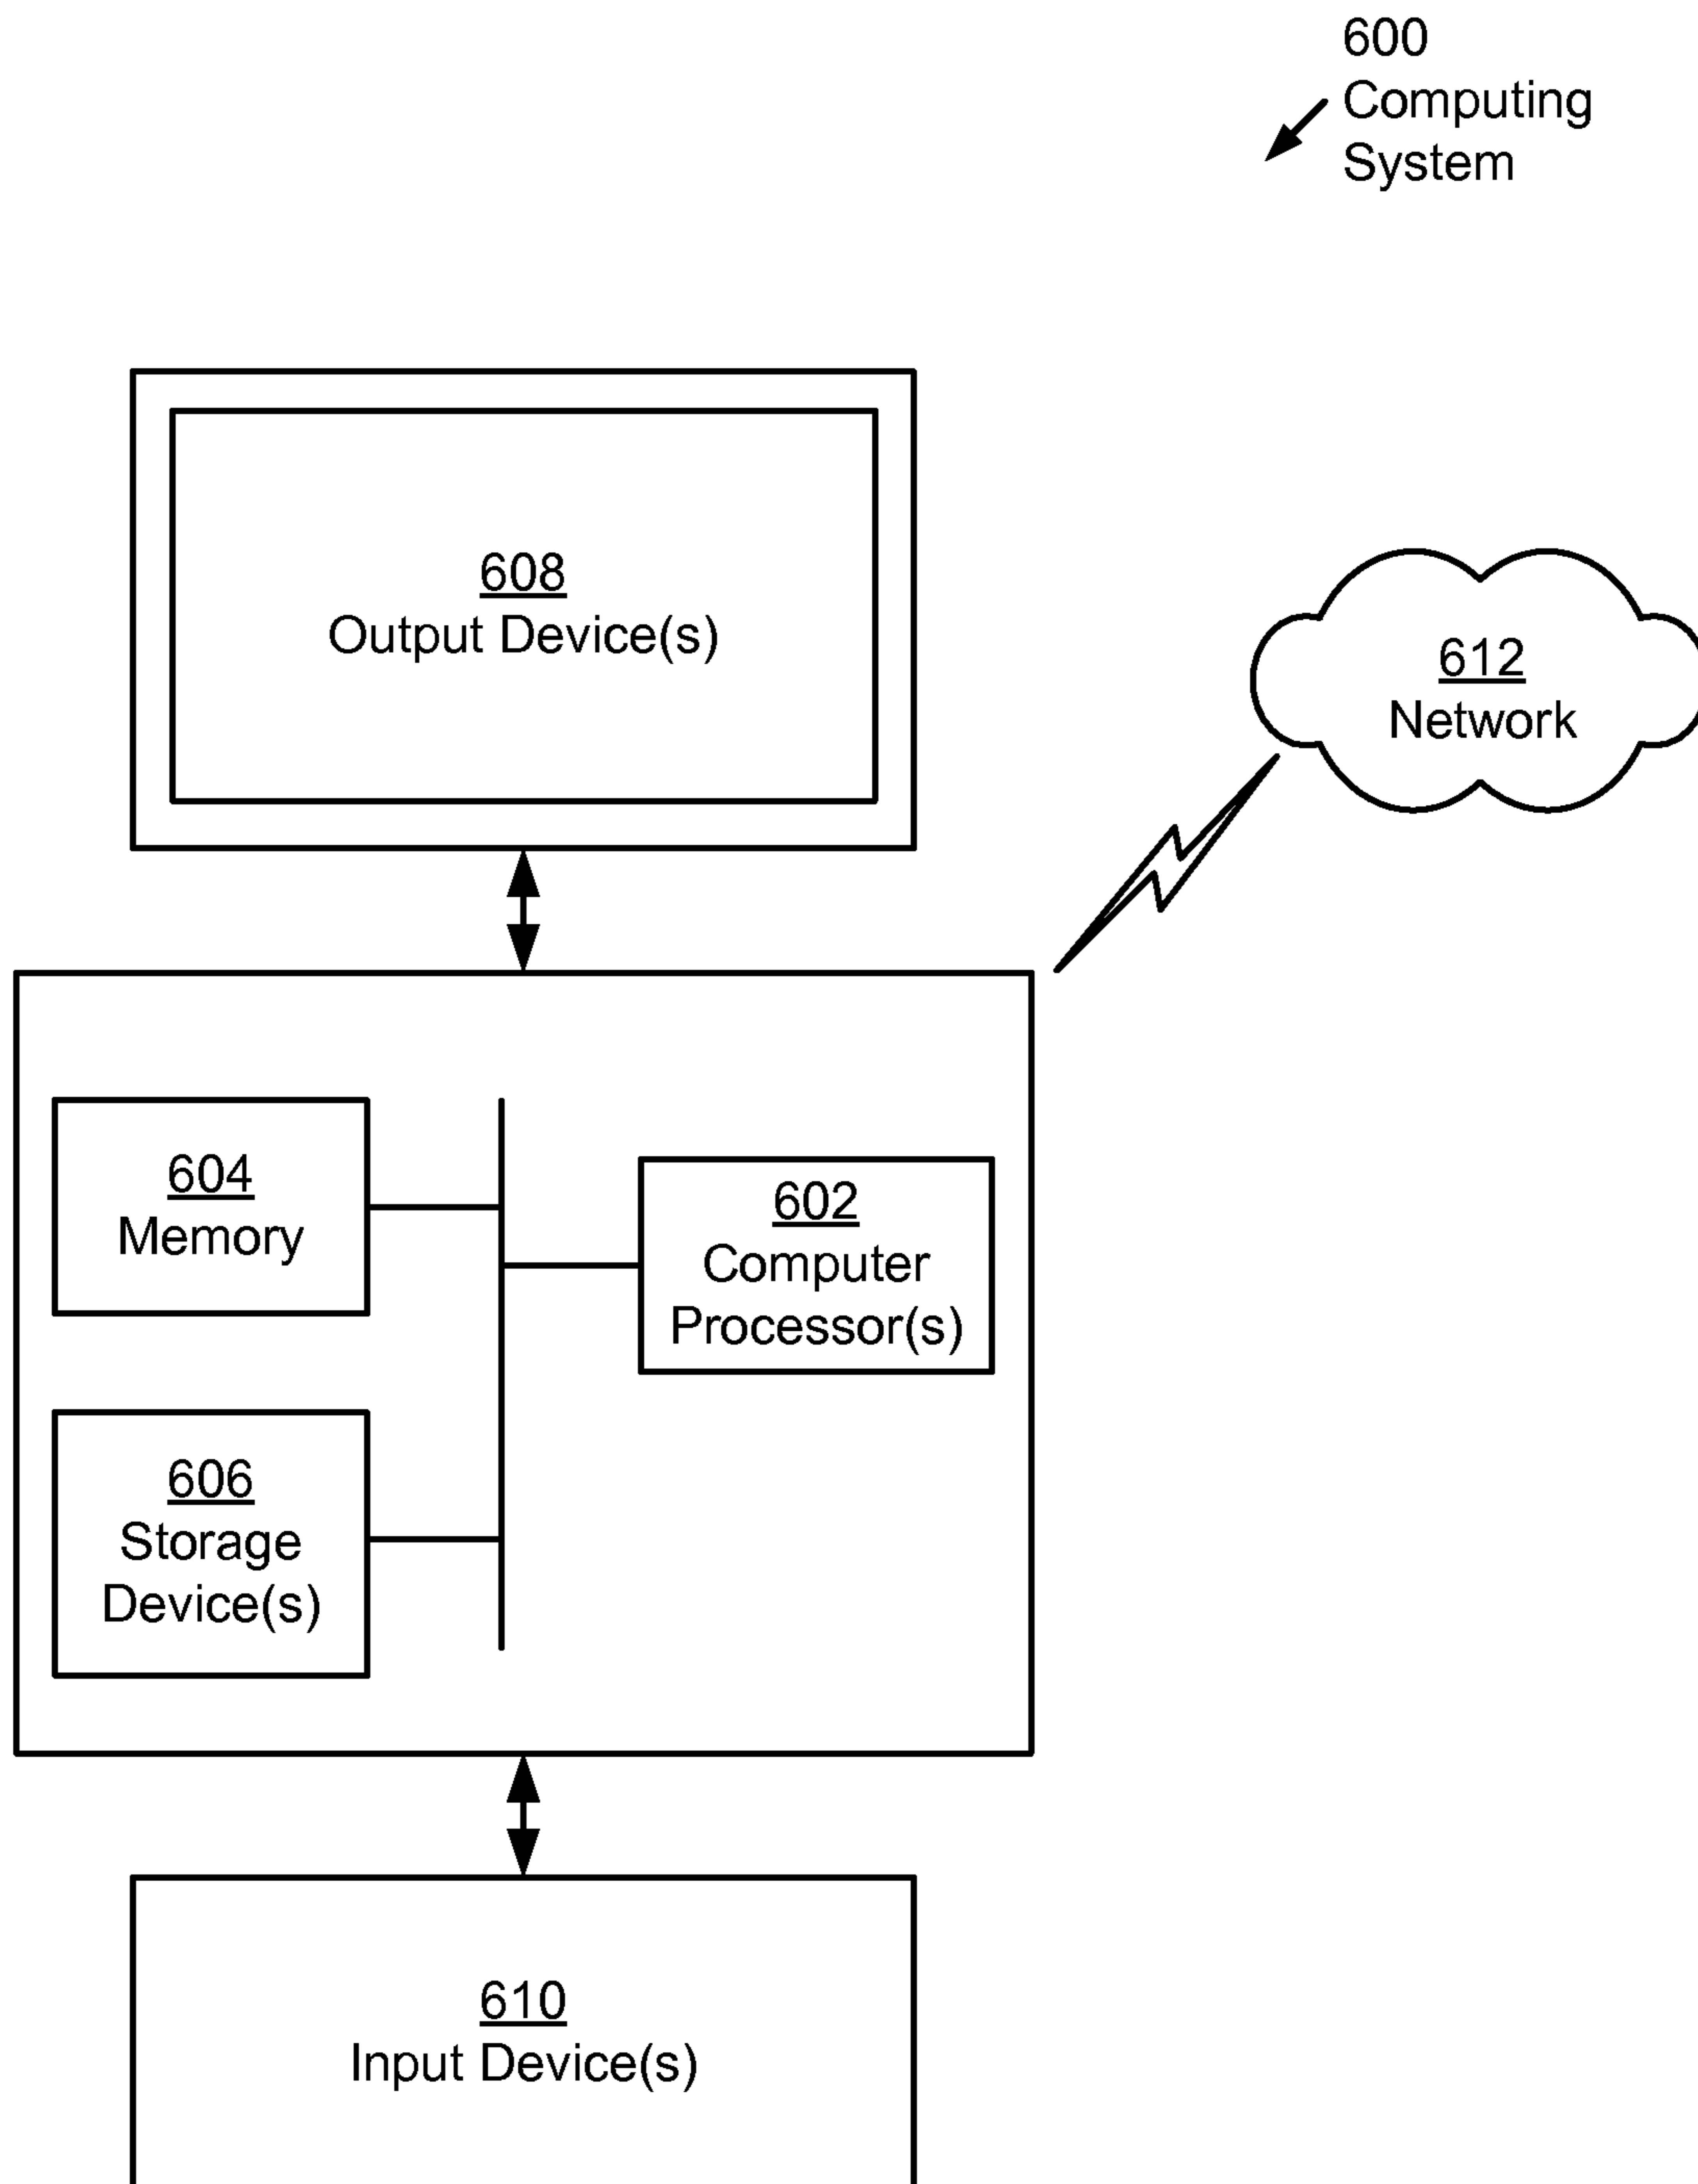 600
Computing
System
608
Output Device(s)
612
Network
604
Memory
602
Computer
Processor(s)
606
Storage
Device(s)
610
Input Device(s)